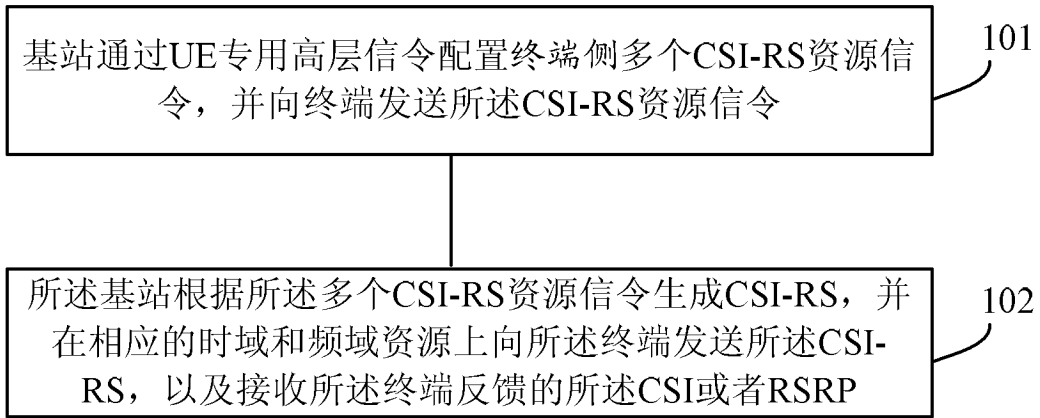 基站通过UE专用高层信令配置终端侧多个CSI-RS资源信
令，并向终端发送所述CSI-RS资源信令
101
所述基站根据所述多个CSI-RS资源信令生成CSI-RS，并
在相应的时域和频域资源上向所述终端发送所述CSI-
RS，以及接收所述终端反馈的所述CSI或者RSRP
102